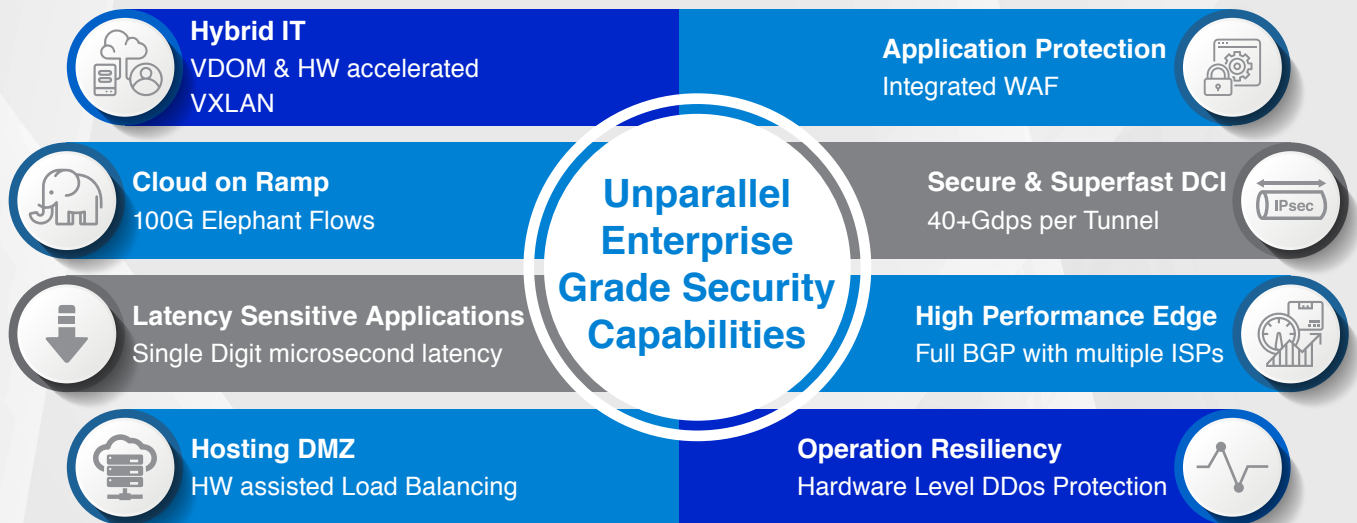 Hybrid IT
VDOM & HW accelerated
VXLAN
Cloud on Ramp
100G Elephant Flows
Latency Sensitive Applications
Single Digit microsecond latency
Hosting DMZ
HW assisted Load Balancing
Unparallel
Enterprise
Grade Security
Capabilities
Application Protection
Integrated WAF
Secure & Superfast DCI
40+Gdps per Tunnel
IPsec
High Performance Edge
Full BGP with multiple ISPs
Operation Resiliency
Hardware Level DDos Protection